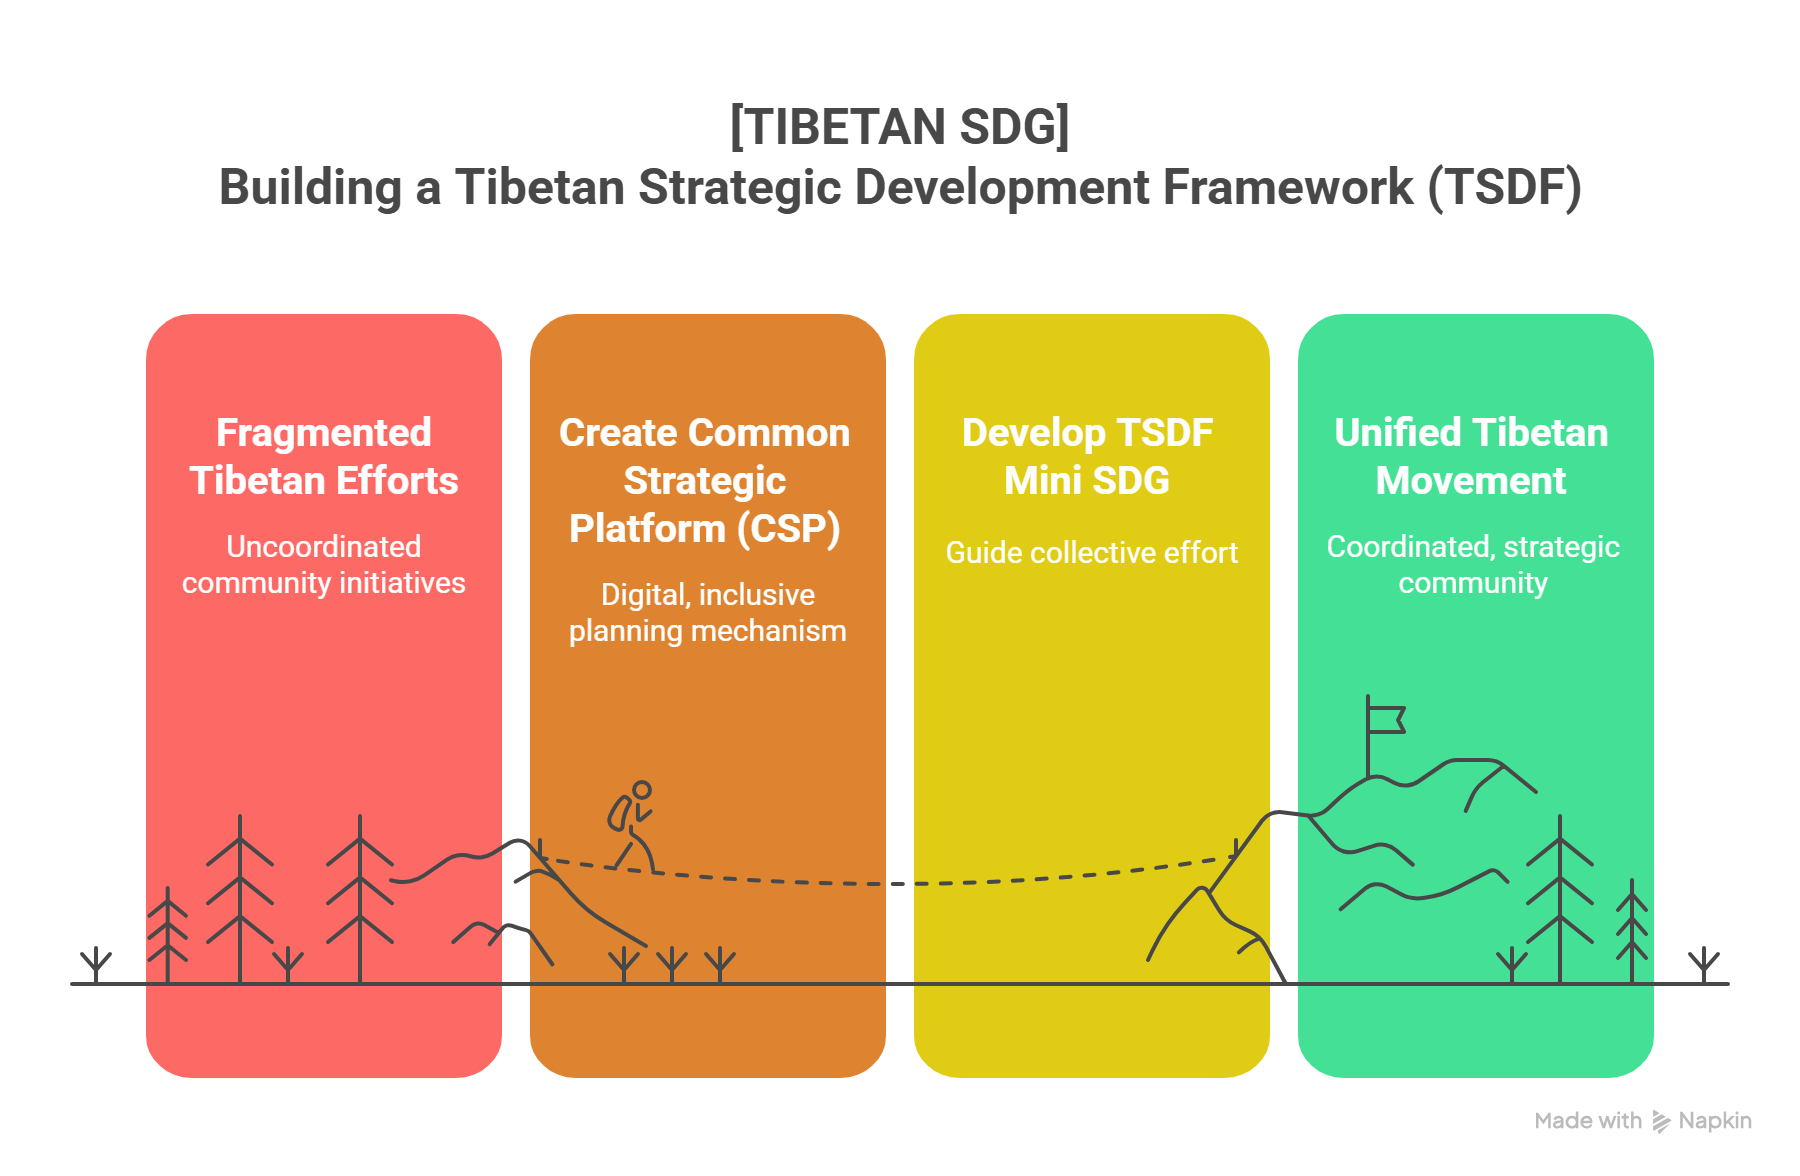 [TIBETAN SDG]
Building a Tibetan Strategic Development Framework (TSDF)
Fragmented
Tibetan Efforts
Uncoordinated
community initiatives
Create Common
Strategic
Platform (CSP)
Digital, inclusive
planning mechanism
Develop TSDF
Mini SDG
Guide collective effort
Unified Tibetan
Movement
Coordinated, strategic
community
Made with Napkin